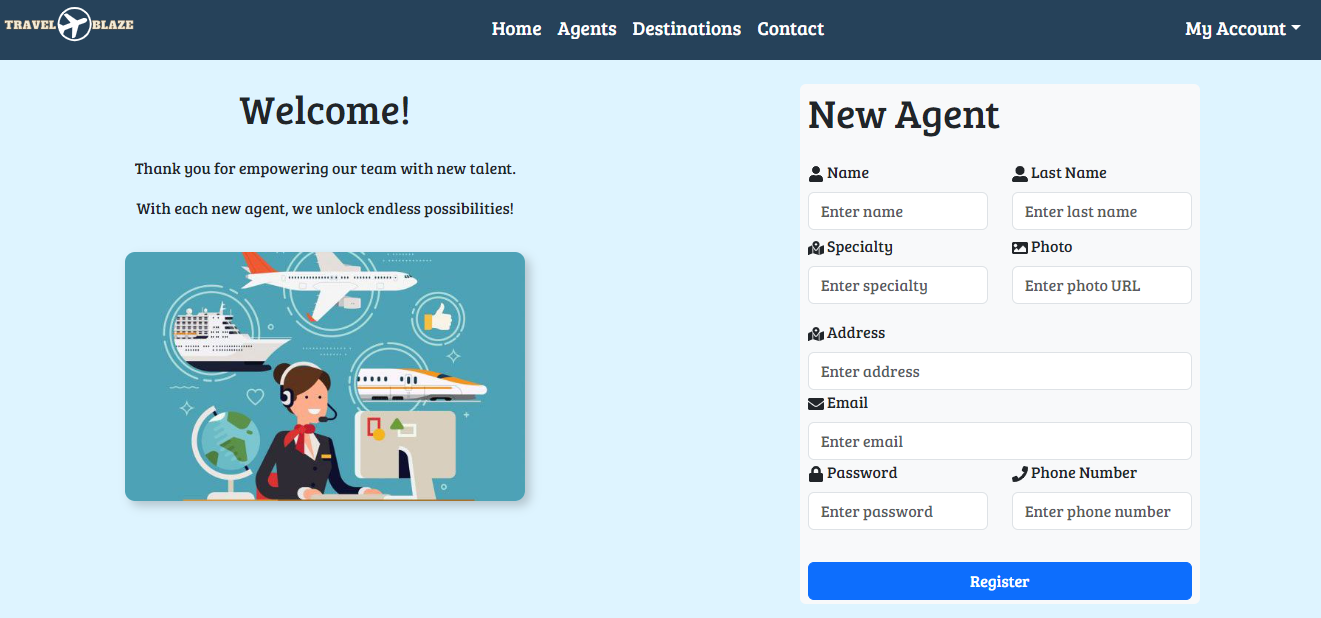 TRAVEL BLAZE
Home Agents Destinations Contact
My Account
Welcome!
Thank you for empowering our team with new talent.
With each new agent, we unlock endless possibilities!
New Agent
Name Last Name
Enter name Enter last name
Specialty Photo
Enter specialty Enter photo URL
Address
Enter address
Email
Enter email
Password Phone Number
Enter password Enter phone number
Register